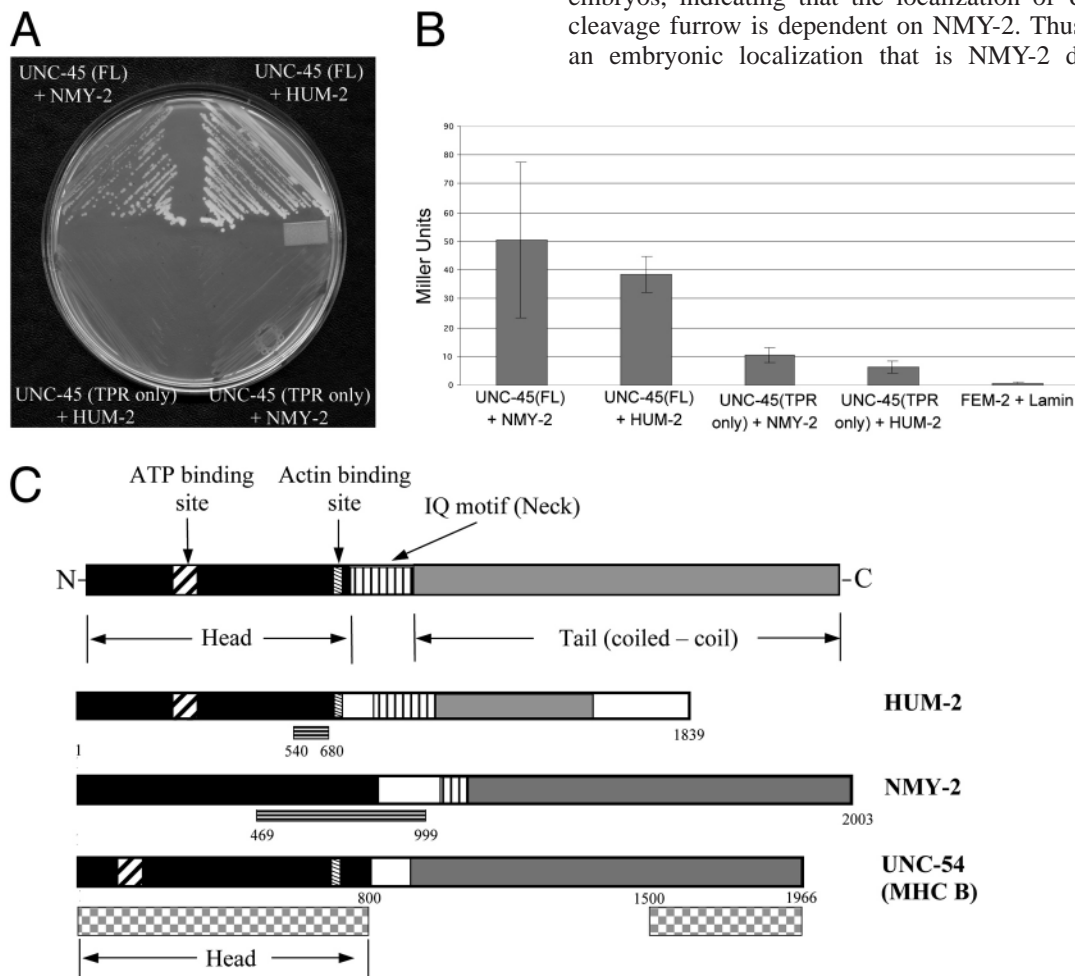 embryos, indicating that the localization of
cleavage furrow is dependent on NMY-2. Thus
an embryonic localization that is NMY-2 d
A
UNC-45 (FL)
+ NMY-2
UNC-45 (FL)
+ HUM-2
UNC-45 (TPR only)
+ HUM-2
UNC-45 (TPR only)
+ NMY-2
B
Miller Units
90
80
70
60
50
40
30
20
10
0
UNC-45(FL)
+ NMY-2
UNC-45(FL)
+ HUM-2
UNC-45(TPR
only) + NMY-2
UNC-45(TPR
only) + HUM-2
FEM-2 + Lamin
C
ATP binding
site
Actin binding
site
IQ motif (Neck)
N
C
Head
Tail (coiled – coil)
HUM-2
1
540
680
1839
NMY-2
469
999
2003
UNC-54
(MHC B)
800
1500
1966
Head